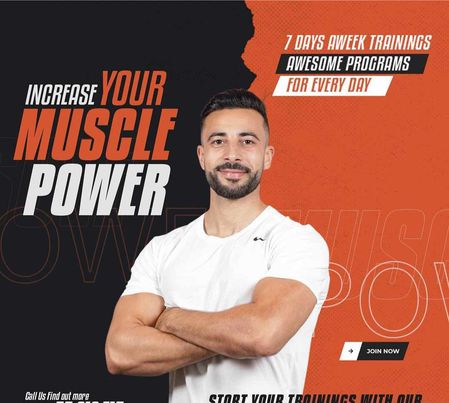 INCREASE YOUR
MUSCLE
POWER
7 DAYS AWEEK TRAININGS
AWESOME PROGRAMS
FOR EVERY DAY
JOIN NOW
Call Us Find out more
START YOUR TRAININGS WITH OUR